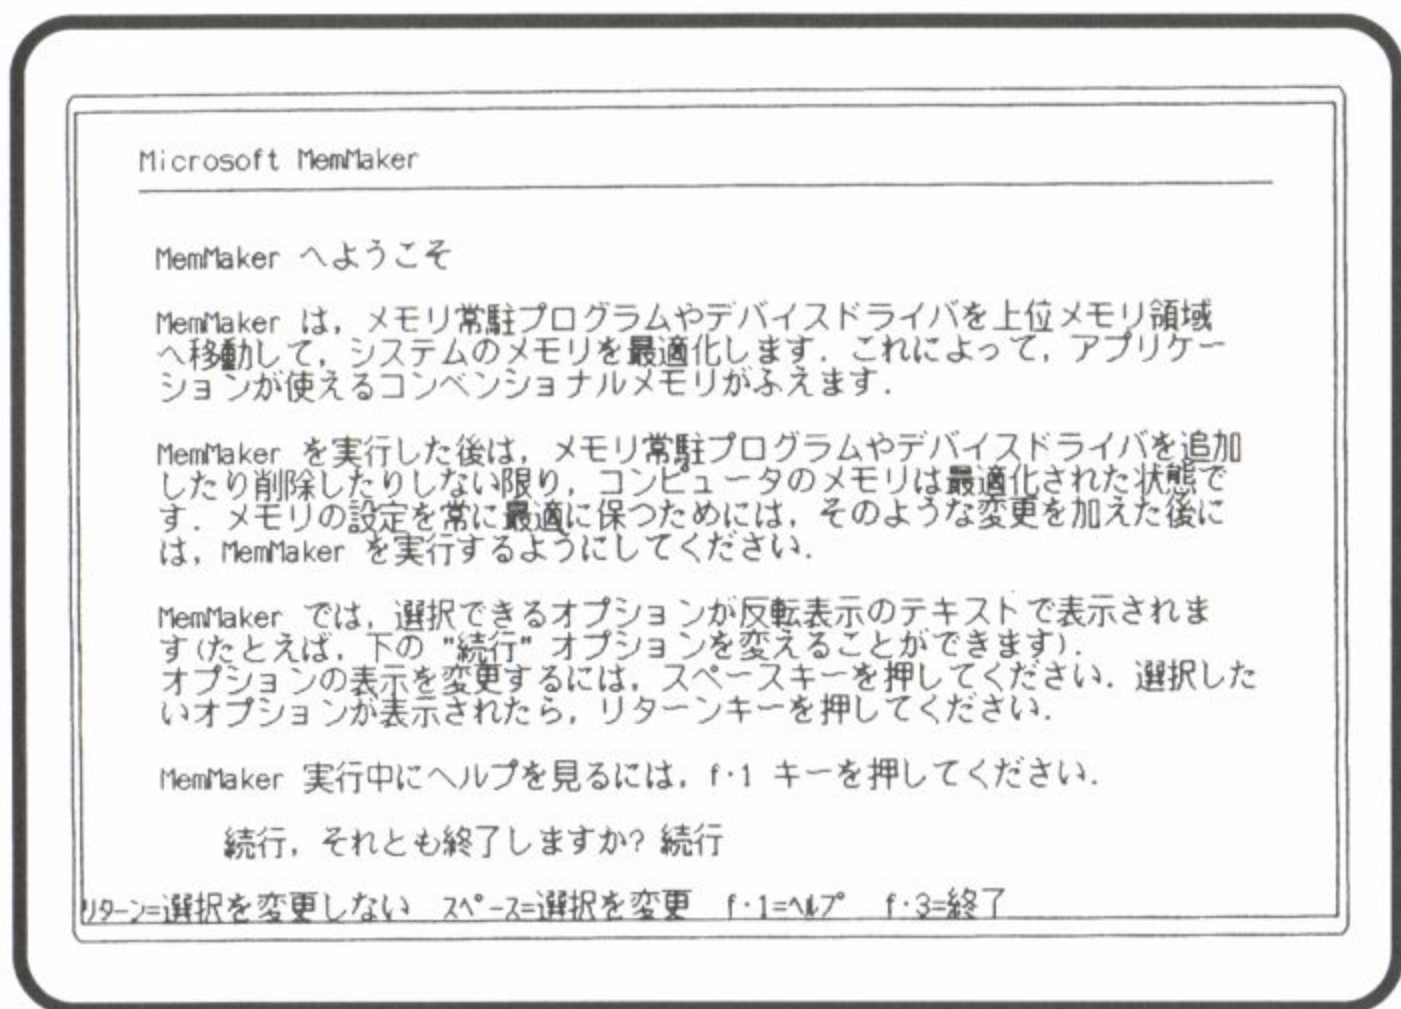 Microsoft MemMaker
MemMaker へようこそ
MemMaker は，メモリ常駐プログラムやデバイスドライバを上位メモリ領域
へ移動して，システムのメモリを最適化します．これによって，アプリケー
ションが使えるコンベンショナルメモリがふえます．
MemMaker を実行した後は，メモリ常駐プログラムやデバイスドライバを追加
したり削除したりしない限り，コンピュータのメモリは最適化された状態で
す．メモリの設定を常に最適に保つためには，そのような変更を加えた後に
は，MemMaker を実行するようにしてください．
MemMaker では，選択できるオプションが反転表示のテキストで表示されま
す(たとえば，下の "続行" オプションを変えることができます)．
オプションの表示を変更するには，スペースキーを押してください．選択した
いオプションが表示されたら，リターンキーを押してください．
MemMaker 実行中にヘルプを見るには，f･1 キーを押してください．
続行，それとも終了しますか? 続行
ﾘﾀｰﾝ=選択を変更しない ｽﾍﾟｰｽ=選択を変更 f･1=ﾍﾙﾌﾟ f･3=終了